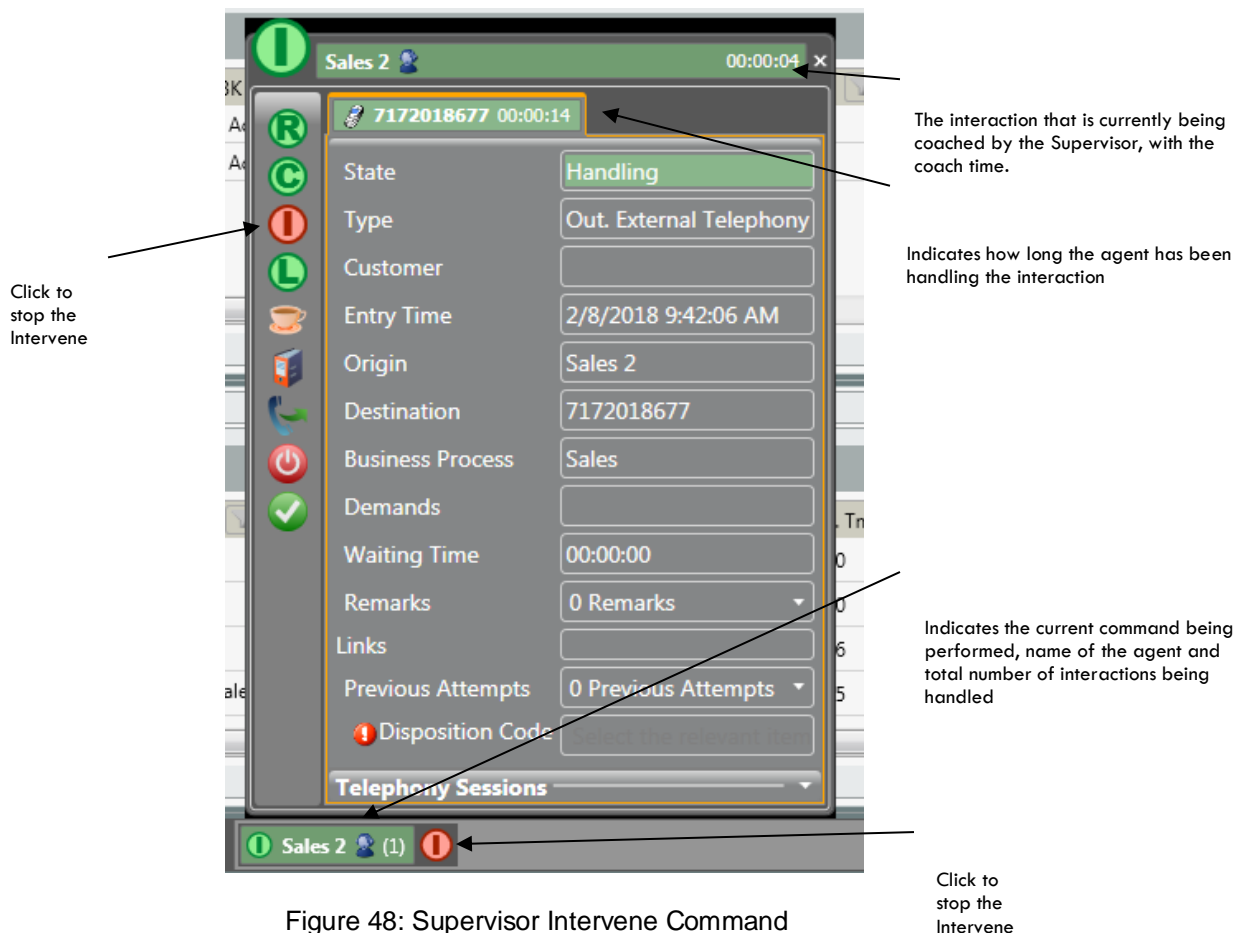 I
Sales 2 00:00:04 ×
7172018677 00:00:14
R
C
I
L
State Handling
Type Out. External Telephony
Customer
Entry Time 2/8/2018 9:42:06 AM
Origin Sales 2
Destination 7172018677
Business Process Sales
Demands
Waiting Time 00:00:00
Remarks 0 Remarks
Links
Previous Attempts 0 Previous Attempts
Disposition Code Select the relevant item
Telephony Sessions
I Sales 2 (1) I
The interaction that is currently being
coached by the Supervisor, with the
coach time.
Indicates how long the agent has been
handling the interaction
Click to
stop the
Intervene
Indicates the current command being
performed, name of the agent and
total number of interactions being
handled
Click to
stop the
Intervene
Figure 48: Supervisor Intervene Command